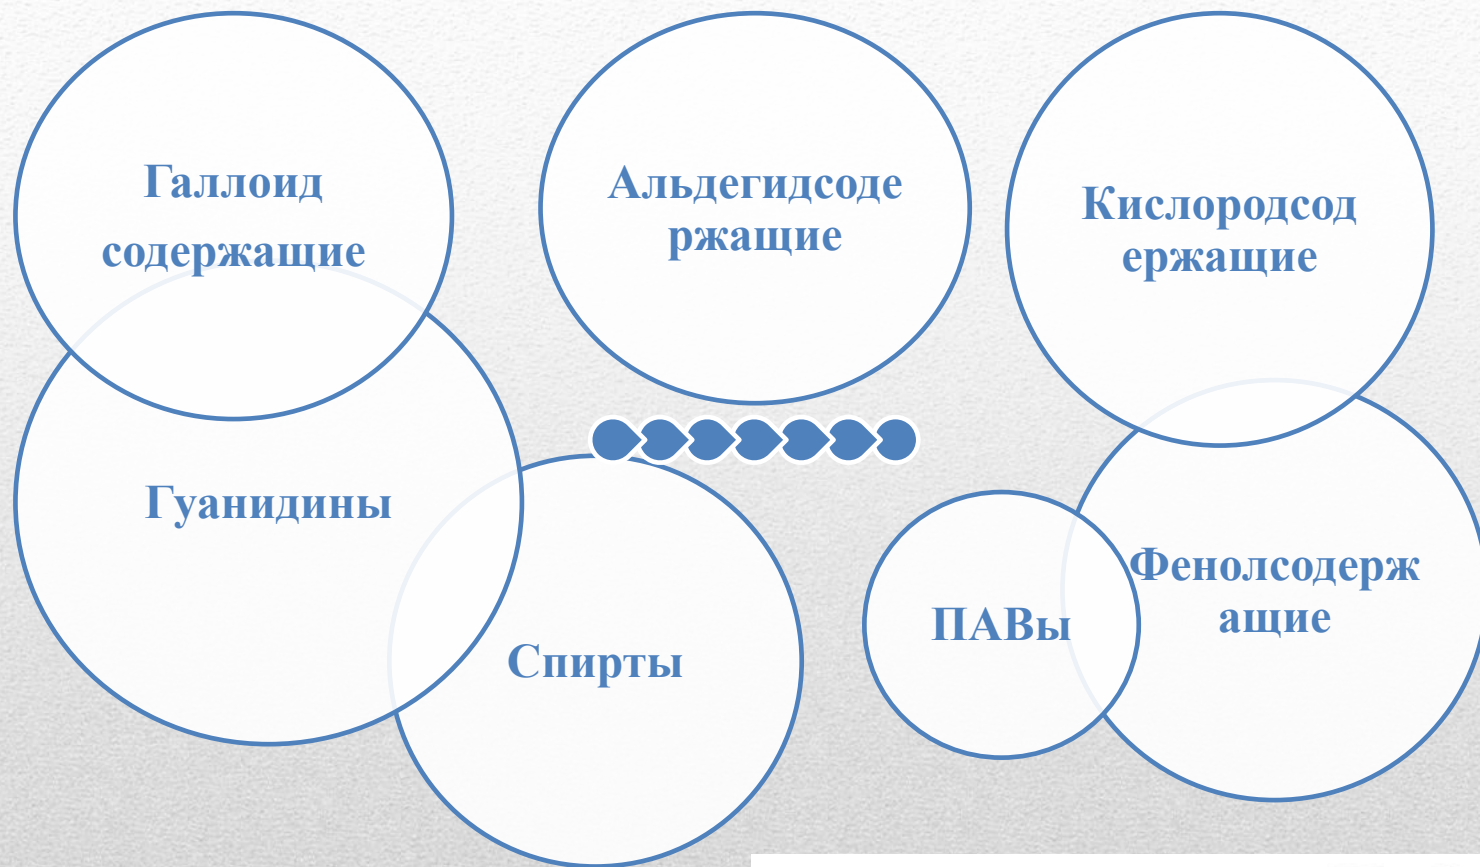 Галлоид
содержащие
Альдегидсоде
ржащие
Кислородсод
ержащие
Гуанидины
Спирты
ПАВы
Фенолсодерж
ащие